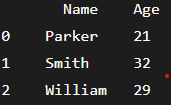 Name Age
0 Parker 21
1 Smith 32
2 William 29